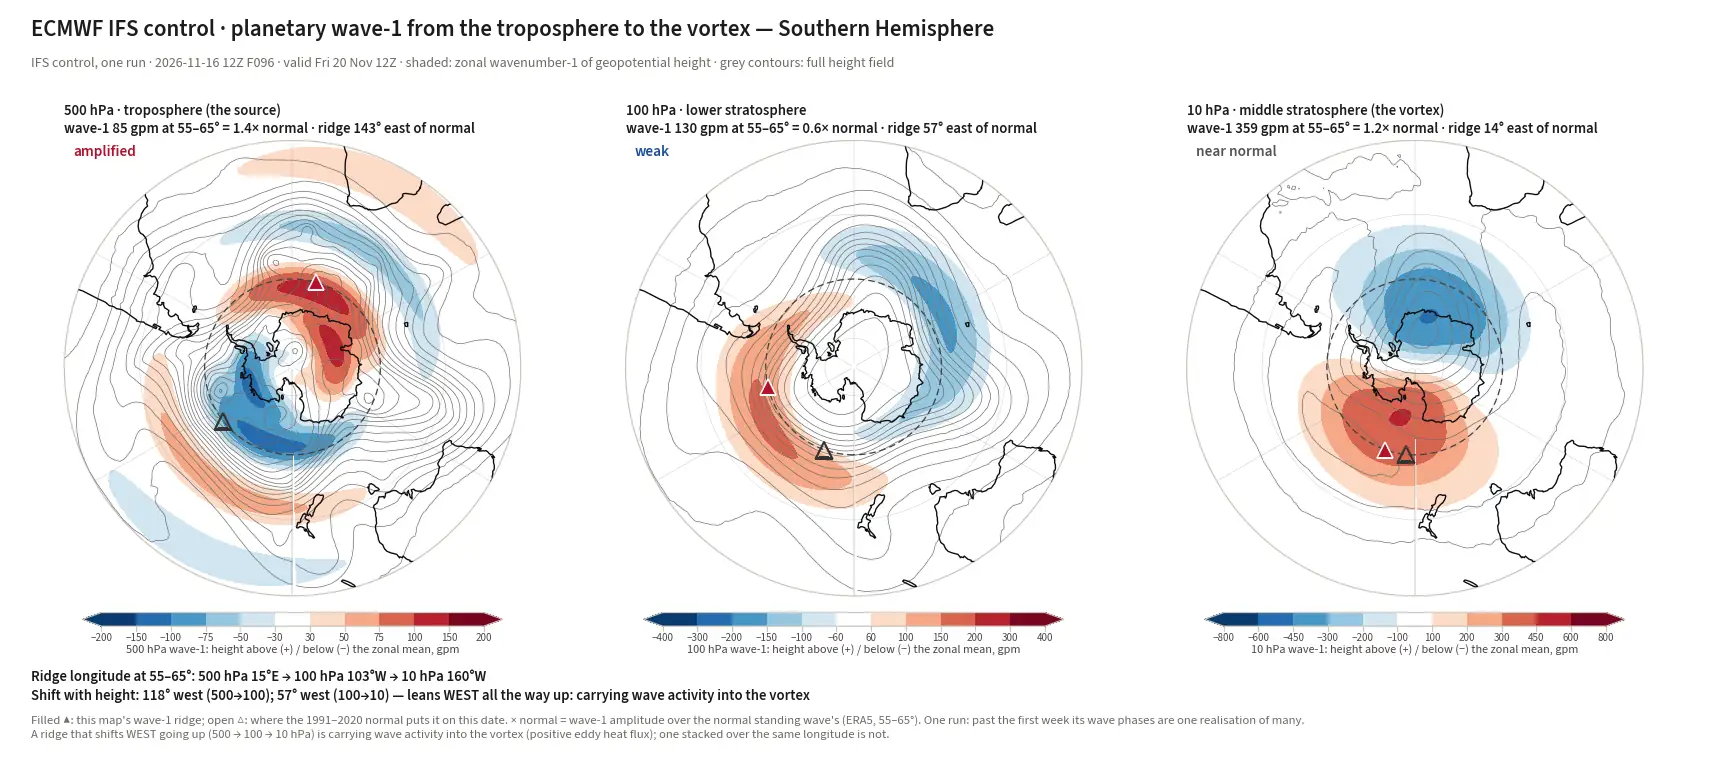 ECMWF IFS control · planetary wave-1 from the troposphere to the vortex — Southern Hemisphere
IFS control, one run · 2026-11-16 12Z F096 · valid Fri 20 Nov 12Z · shaded: zonal wavenumber-1 of geopotential height · grey contours: full height field
500 hPa · troposphere (the source)
wave-1 85 gpm at 55–65° = 1.4× normal · ridge 143° east of normal
amplified
100 hPa · lower stratosphere
wave-1 130 gpm at 55–65° = 0.6× normal · ridge 57° east of normal
weak
10 hPa · middle stratosphere (the vortex)
wave-1 359 gpm at 55–65° = 1.2× normal · ridge 14° east of normal
near normal
−200 −150 −100 −75 −50 −30 30 50 75 100 150 200
500 hPa wave-1: height above (+) / below (−) the zonal mean, gpm
−400 −300 −200 −150 −100 −60 60 100 150 200 300 400
100 hPa wave-1: height above (+) / below (−) the zonal mean, gpm
−800 −600 −450 −300 −200 −100 100 200 300 450 600 800
10 hPa wave-1: height above (+) / below (−) the zonal mean, gpm
Ridge longitude at 55–65°: 500 hPa 15°E → 100 hPa 103°W → 10 hPa 160°W
Shift with height: 118° west (500→100); 57° west (100→10) — leans WEST all the way up: carrying wave activity into the vortex
Filled ▲: this map's wave-1 ridge; open △: where the 1991–2020 normal puts it on this date. × normal = wave-1 amplitude over the normal standing wave's (ERA5, 55–65°). One run: past the first week its wave phases are one realisation of many.
A ridge that shifts WEST going up (500 → 100 → 10 hPa) is carrying wave activity into the vortex (positive eddy heat flux); one stacked over the same longitude is not.